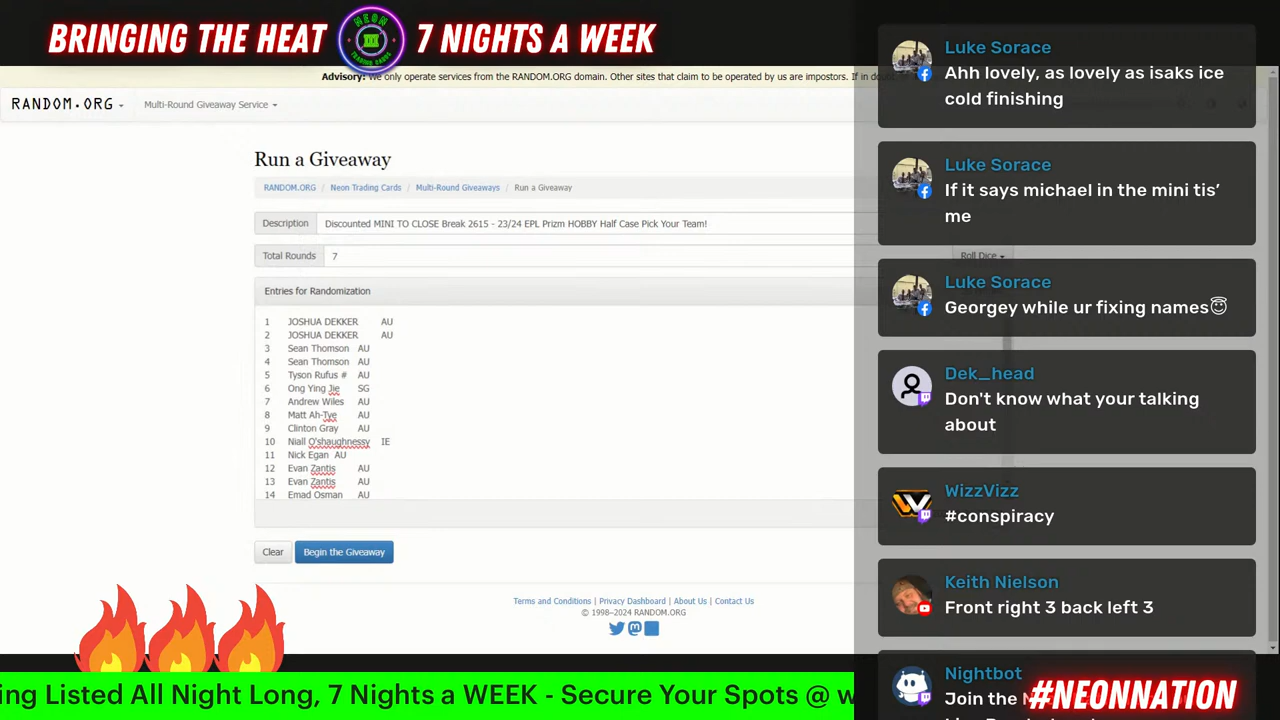 BRINGING THE HEAT
NEON
TRADING CARDS
7 NIGHTS A WEEK
Advisory: We only operate services from the RANDOM.ORG domain. Other sites that claim to be operated by us are impostors. If in
RANDOM.ORG
Multi-Round Giveaway Service
Run a Giveaway
RANDOM.ORG / Neon Trading Cards / Multi-Round Giveaways / Run a Giveaway
Description Discounted MINI TO CLOSE Break 2615 - 23/24 EPL Prizm HOBBY Half Case Pick Your Team!
Total Rounds 7
Roll Dice
Entries for Randomization
1 JOSHUA DEKKER AU
2 JOSHUA DEKKER AU
3 Sean Thomson AU
4 Sean Thomson AU
5 Tyson Rufus # AU
6 Ong Ying Jie SG
7 Andrew Wiles AU
8 Matt Ah-Tye AU
9 Clinton Gray AU
10 Niall O'shaughnessy IE
11 Nick Egan AU
12 Evan Zantis AU
13 Evan Zantis AU
14 Emad Osman AU
Clear
Begin the Giveaway
Terms and Conditions | Privacy Dashboard | About Us | Contact Us
© 1998–2024 RANDOM.ORG
Luke Sorace
Ahh lovely, as lovely as isaks ice
cold finishing
Luke Sorace
If it says michael in the mini tis’
me
Luke Sorace
Georgey while ur fixing names😇
Dek_head
Don't know what your talking
about
WizzVizz
#conspiracy
Keith Nielson
Front right 3 back left 3
Nightbot
Join the
#NEONNATION
ing Listed All Night Long, 7 Nights a WEEK - Secure Your Spots @ w